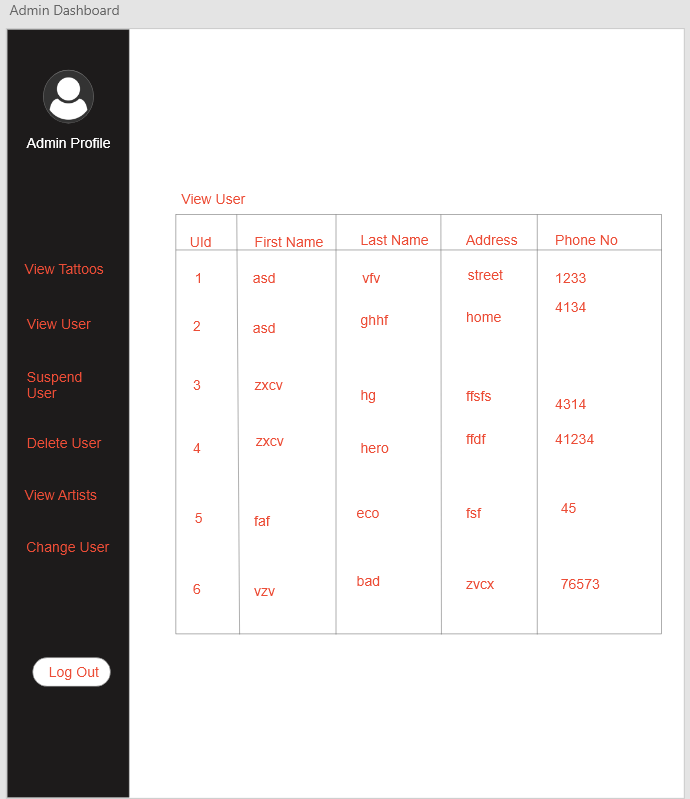 Admin Dashboard
Admin Profile
View Tattoos
View User
Suspend
User
Delete User
View Artists
Change User
Log Out
View User
UId First Name Last Name Address Phone No
1 asd vfv street 1233
2 asd ghhf home 4134
3 zxcv hg ffsfs 4314
4 zxcv hero ffdf 41234
5 faf eco fsf 45
6 vzv bad zvcx 76573